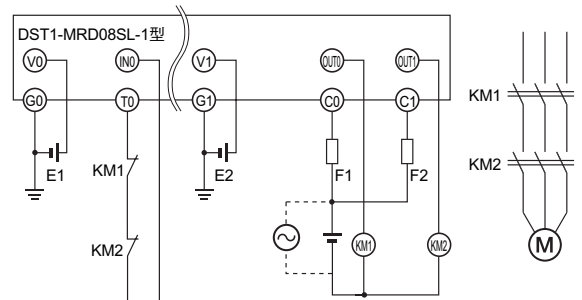 DST1-MRD08SL-1型
V0 IN0 V1 OUT0 OUT1
G0 T0 G1 C0 C1
KM1
E1 KM1 E2 F1 F2
KM2
KM2 KM1 KM2
M